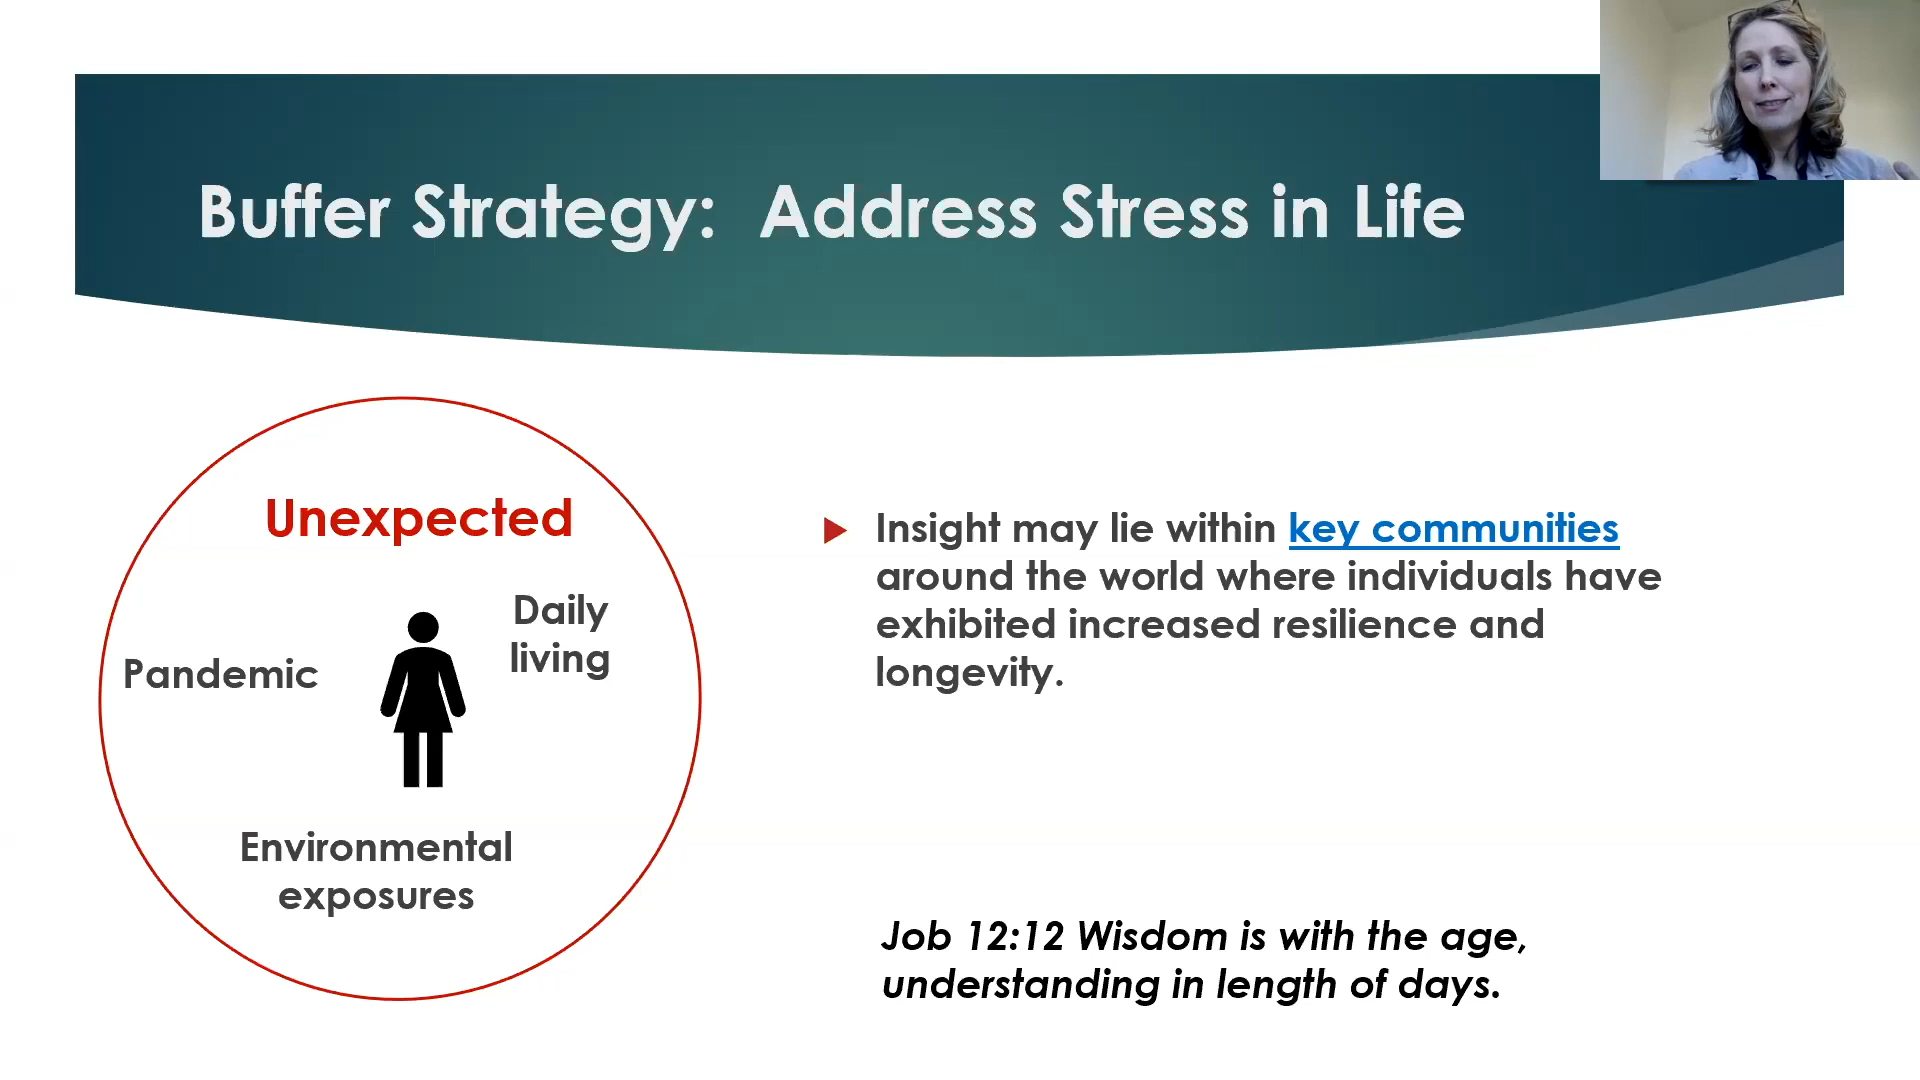 Buffer Strategy: Address Stress in Life
Unexpected
Daily
living
Pandemic
Environmental
exposures
Insight may lie within key communities
around the world where individuals have
exhibited increased resilience and
longevity.
Job 12:12 Wisdom is with the age,
understanding in length of days.